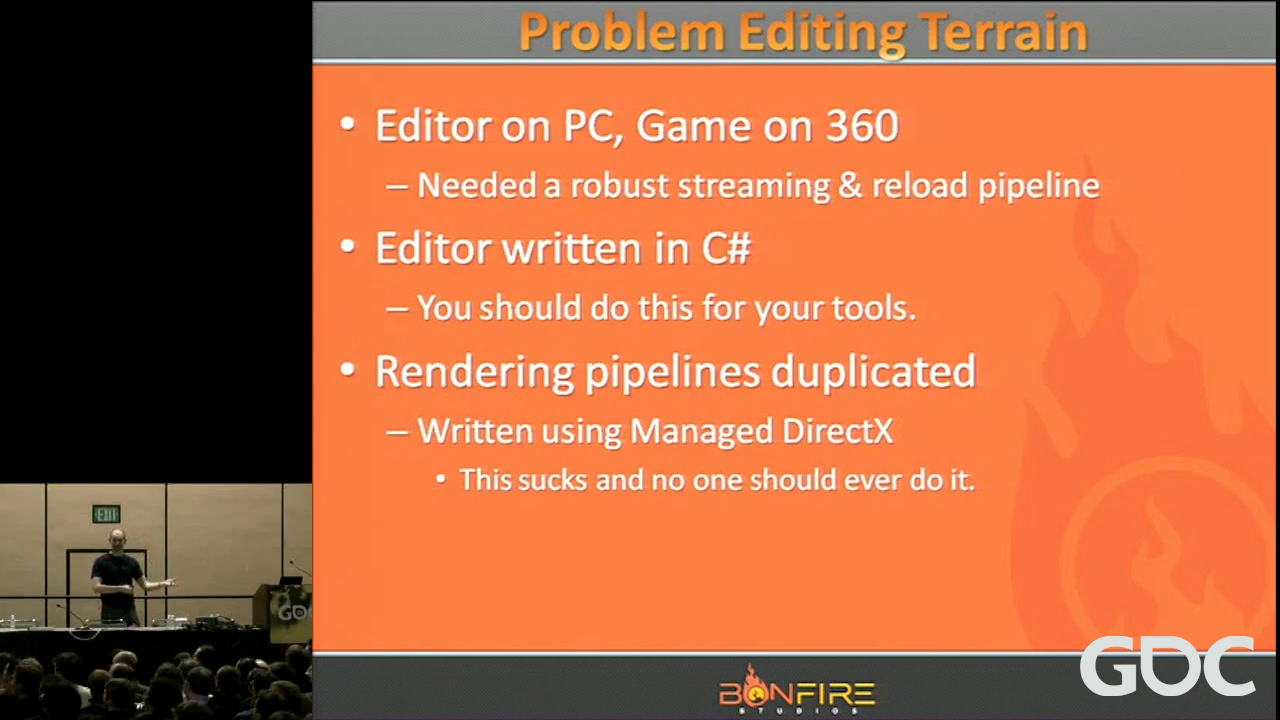 Problem Editing Terrain
• Editor on PC, Game on 360
– Needed a robust streaming & reload pipeline
• Editor written in C#
– You should do this for your tools.
• Rendering pipelines duplicated
– Written using Managed DirectX
• This sucks and no one should ever do it.
EXIT
GDC
BONFIRE
STUDIOS
GDC